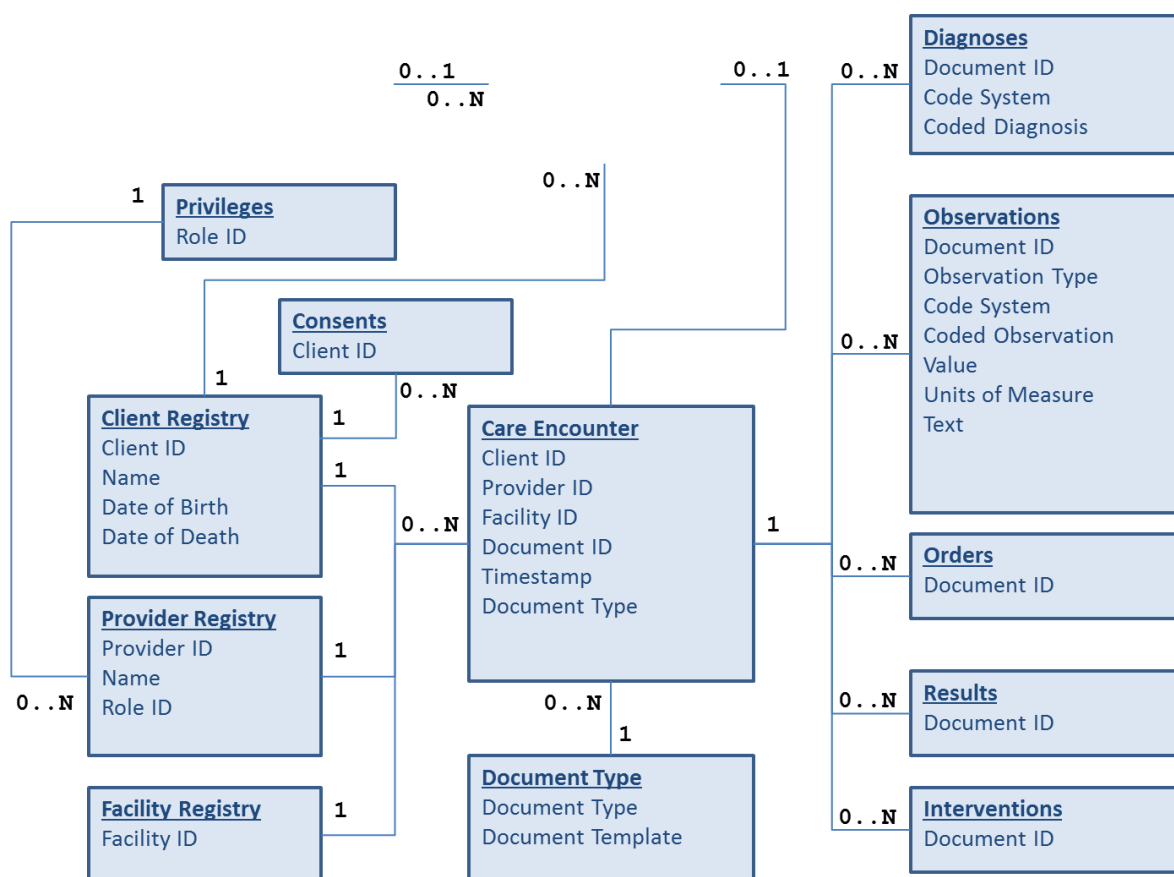 Diagnoses
Document ID
Code System
Coded Diagnosis
0..1
0..N
0..1
0..N
0..N
1
Privileges
Role ID
Observations
Document ID
Observation Type
Code System
Coded Observation
Value
Units of Measure
Text
0..N
Consents
Client ID
0..N
1
Client Registry
Client ID
Name
Date of Birth
Date of Death
1
1
0..N
Care Encounter
Client ID
Provider ID
Facility ID
Document ID
Timestamp
Document Type
1
Orders
Document ID
0..N
Provider Registry
Provider ID
Name
Role ID
1
0..N
0..N
1
Results
Document ID
0..N
Facility Registry
Facility ID
1
Document Type
Document Type
Document Template
Interventions
Document ID
0..N